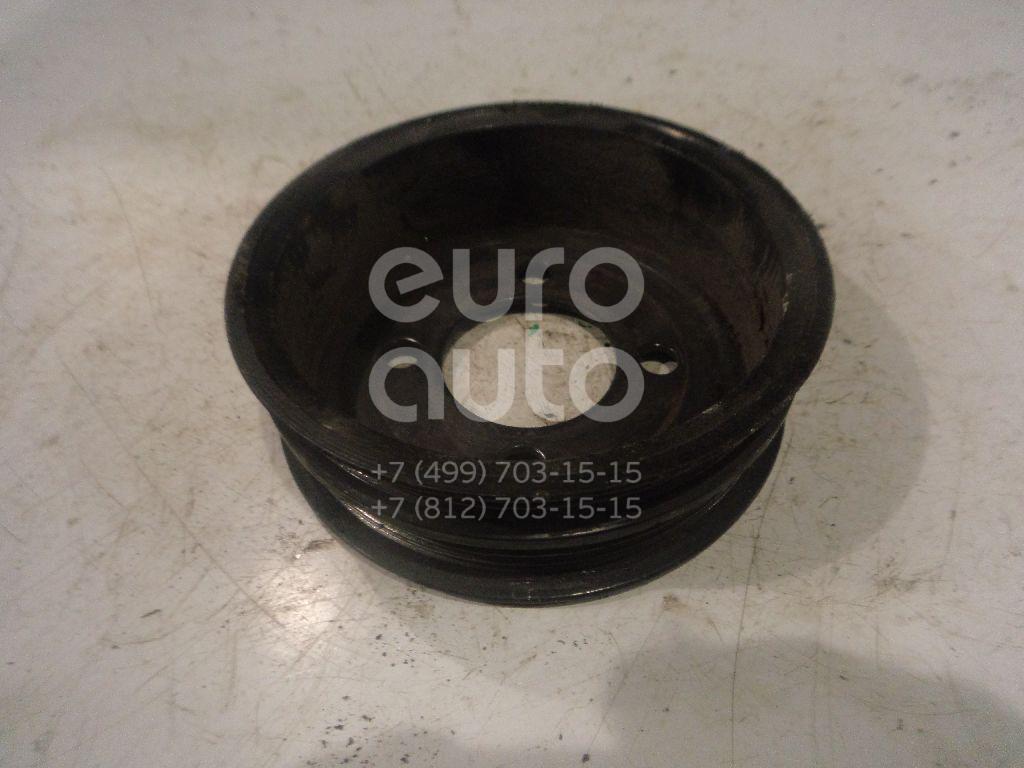 euro
auto
+7 (499) 703-15-15
+7 (812) 703-15-15